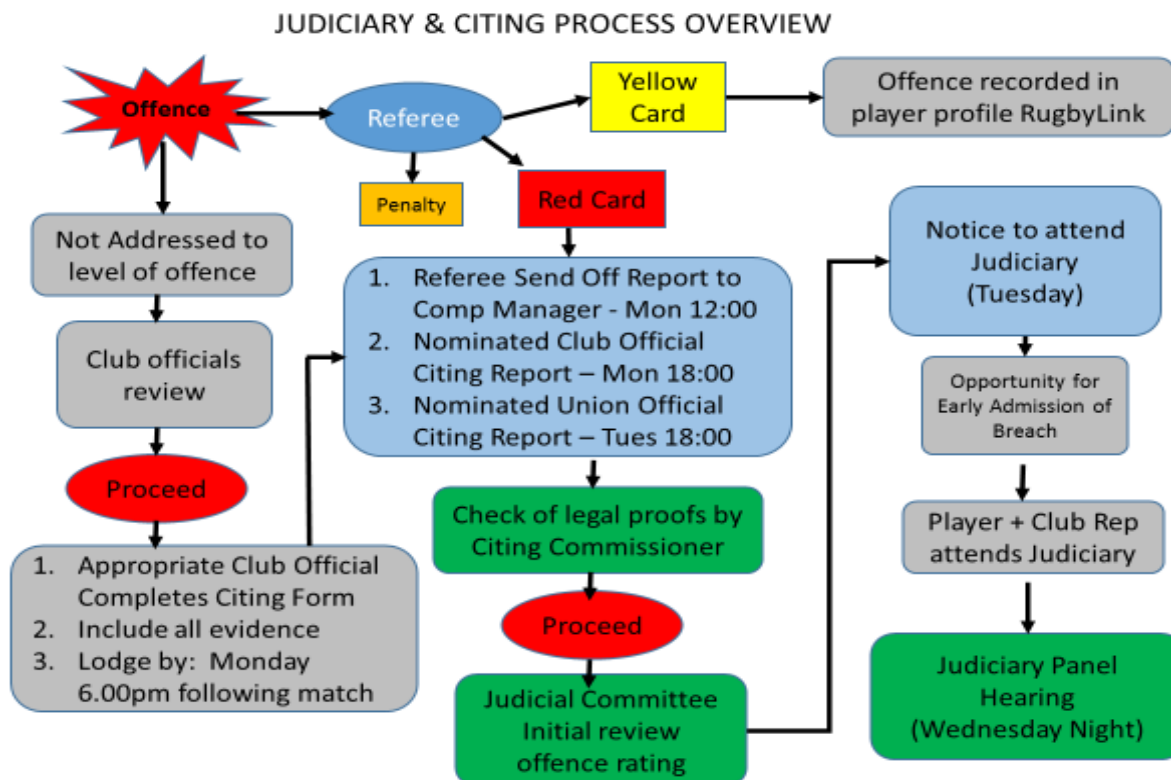 JUDICIARY & CITING PROCESS OVERVIEW
Offence
Referee
Yellow
Card
Offence recorded in
player profile RugbyLink
Penalty
Red Card
Not Addressed to
level of offence
Club officials
review
Proceed
1. Appropriate Club Official
Completes Citing Form
2. Include all evidence
3. Lodge by: Monday
6.00pm following match
1. Referee Send Off Report to
Comp Manager - Mon 12:00
2. Nominated Club Official
Citing Report – Mon 18:00
3. Nominated Union Official
Citing Report – Tues 18:00
Check of legal proofs by
Citing Commissioner
Proceed
Judicial Committee
Initial review
offence rating
Notice to attend
Judiciary
(Tuesday)
Opportunity for
Early Admission of
Breach
Player + Club Rep
attends Judiciary
Judiciary Panel
Hearing
(Wednesday Night)